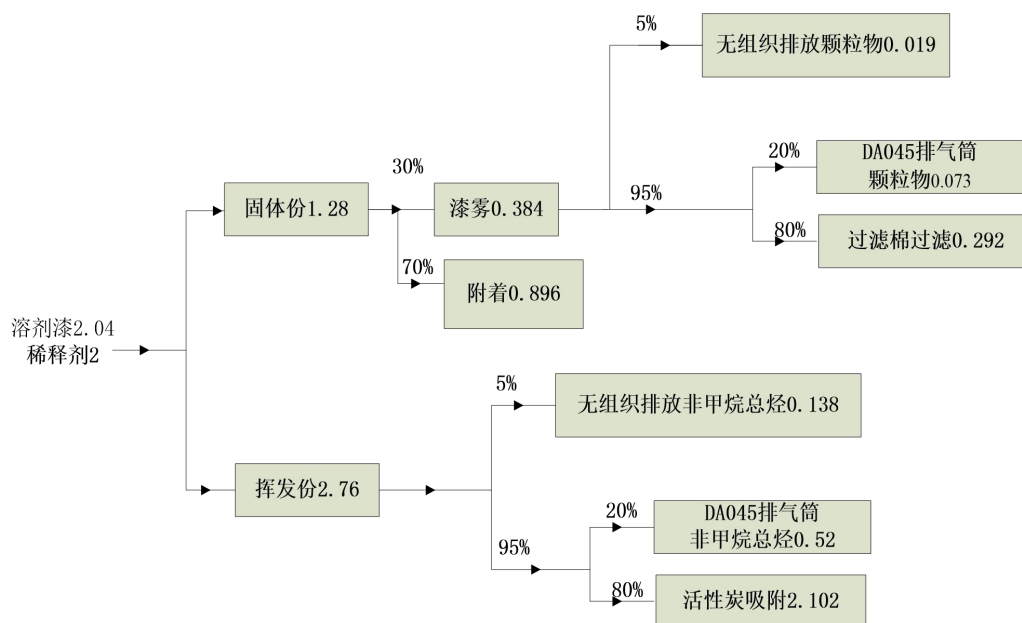 5%
无组织排放颗粒物0.019
30%
20%
DA045排气筒
颗粒物0.073
固体份1.28
漆雾0.384
95%
80%
过滤棉过滤0.292
70%
附着0.896
溶剂漆2.04
稀释剂2
5%
无组织排放非甲烷总烃0.138
挥发份2.76
20%
DA045排气筒
非甲烷总烃0.52
95%
80%
活性炭吸附2.102